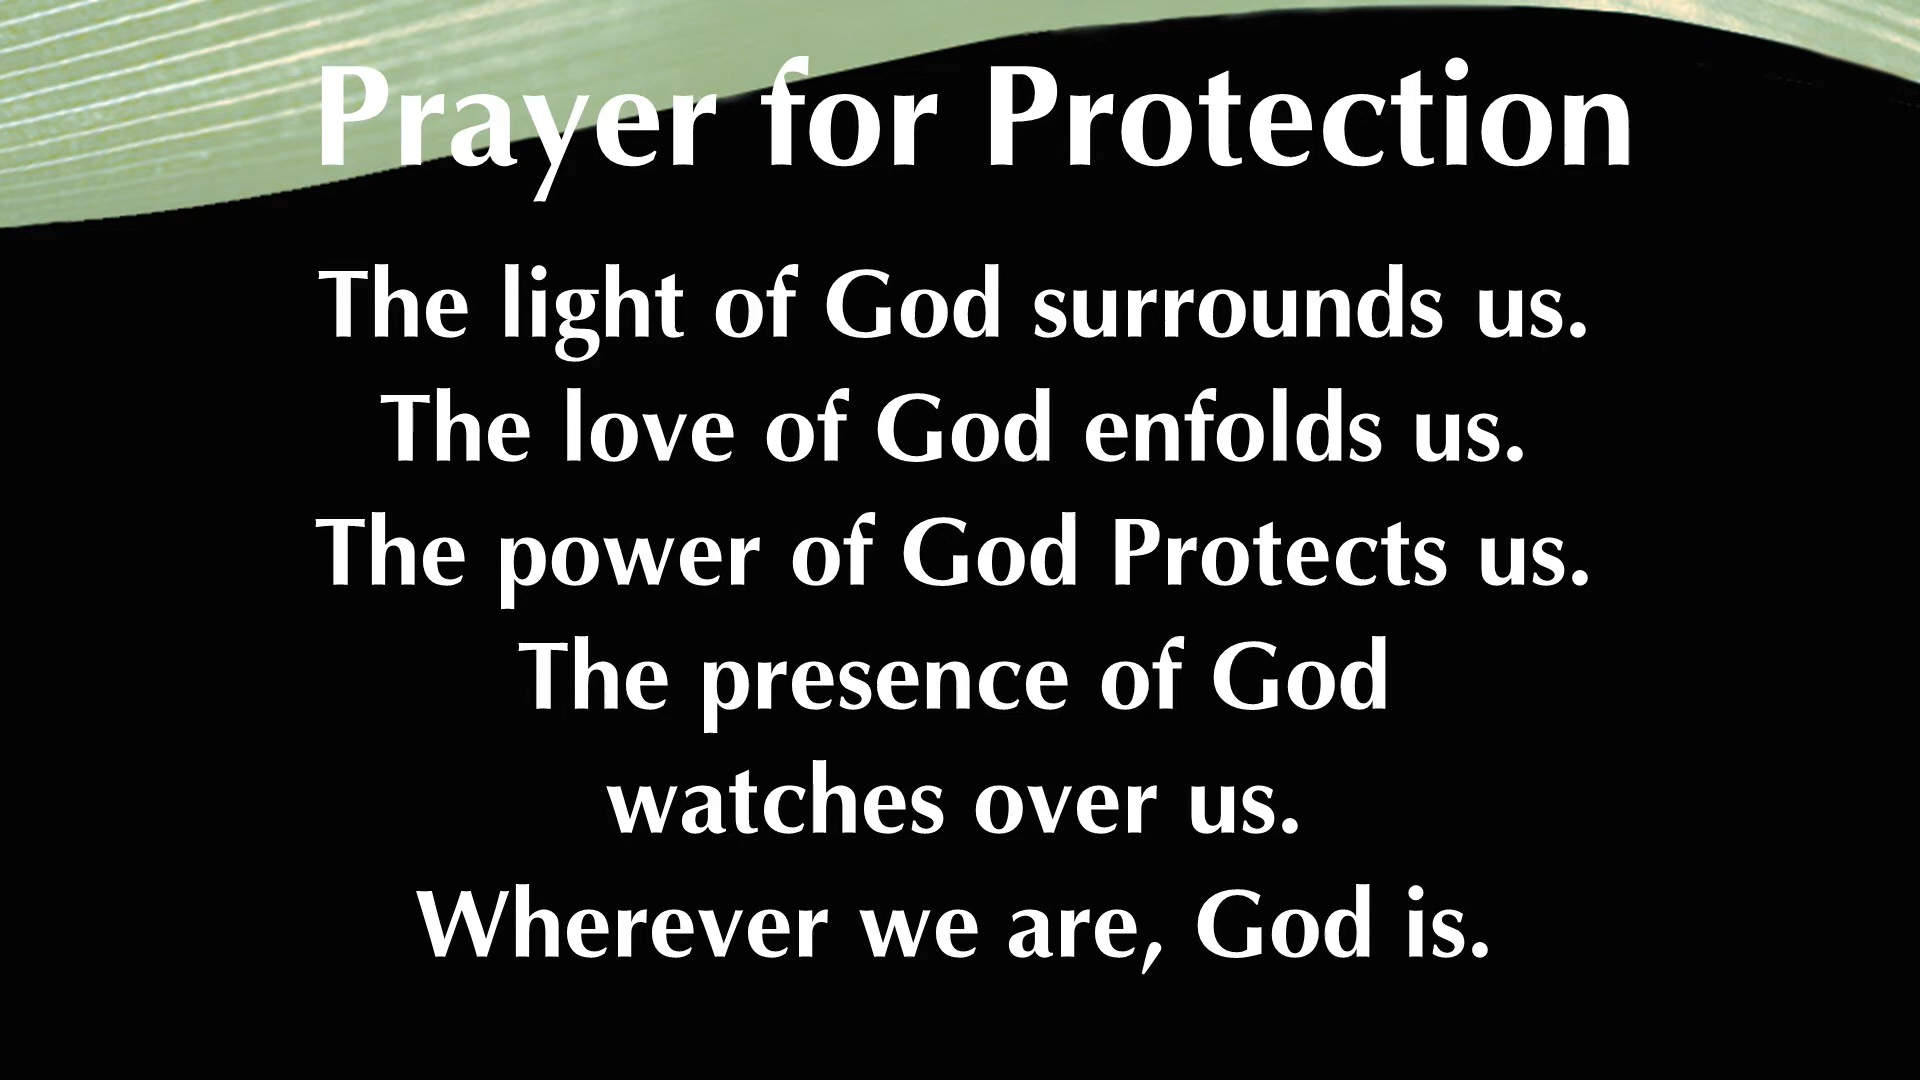 Prayer for Protection
The light of God surrounds us.
The love of God enfolds us.
The power of God Protects us.
The presence of God
watches over us.
Wherever we are, God is.